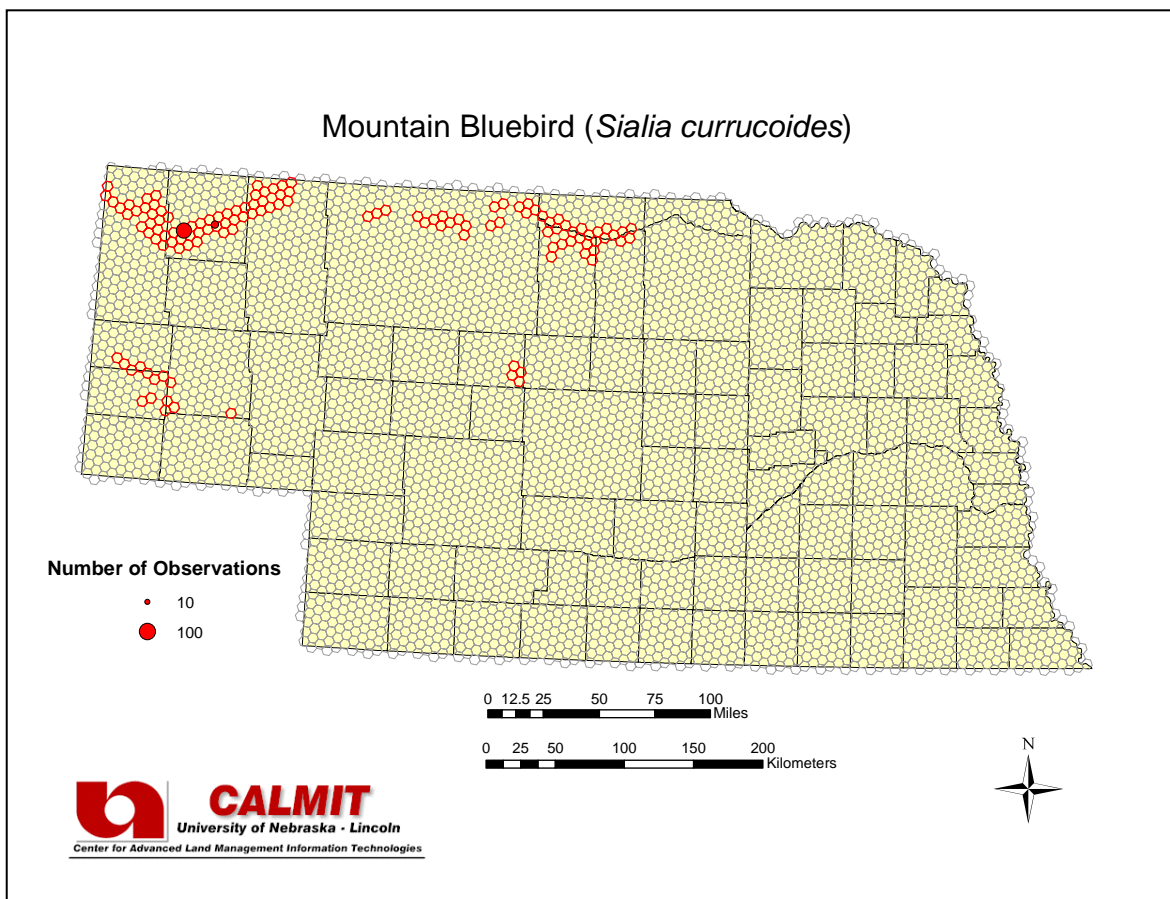 Mountain Bluebird (Sialia currucoides)
Number of Observations
10
100
0 12.5 25 50 75 100
Miles
0 25 50 100 150 200
Kilometers
N
CALMIT
University of Nebraska - Lincoln
Center for Advanced Land Management Information Technologies